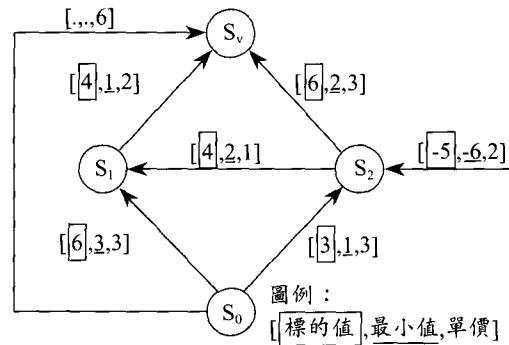 [.,.,6]
Sv
[4,1,2]
[6,2,3]
[4,2,1]
[-5,-6,2]
S1
S2
[6,3,3]
[3,1,3]
S0
圖例：
[標的值,最小值,單價]